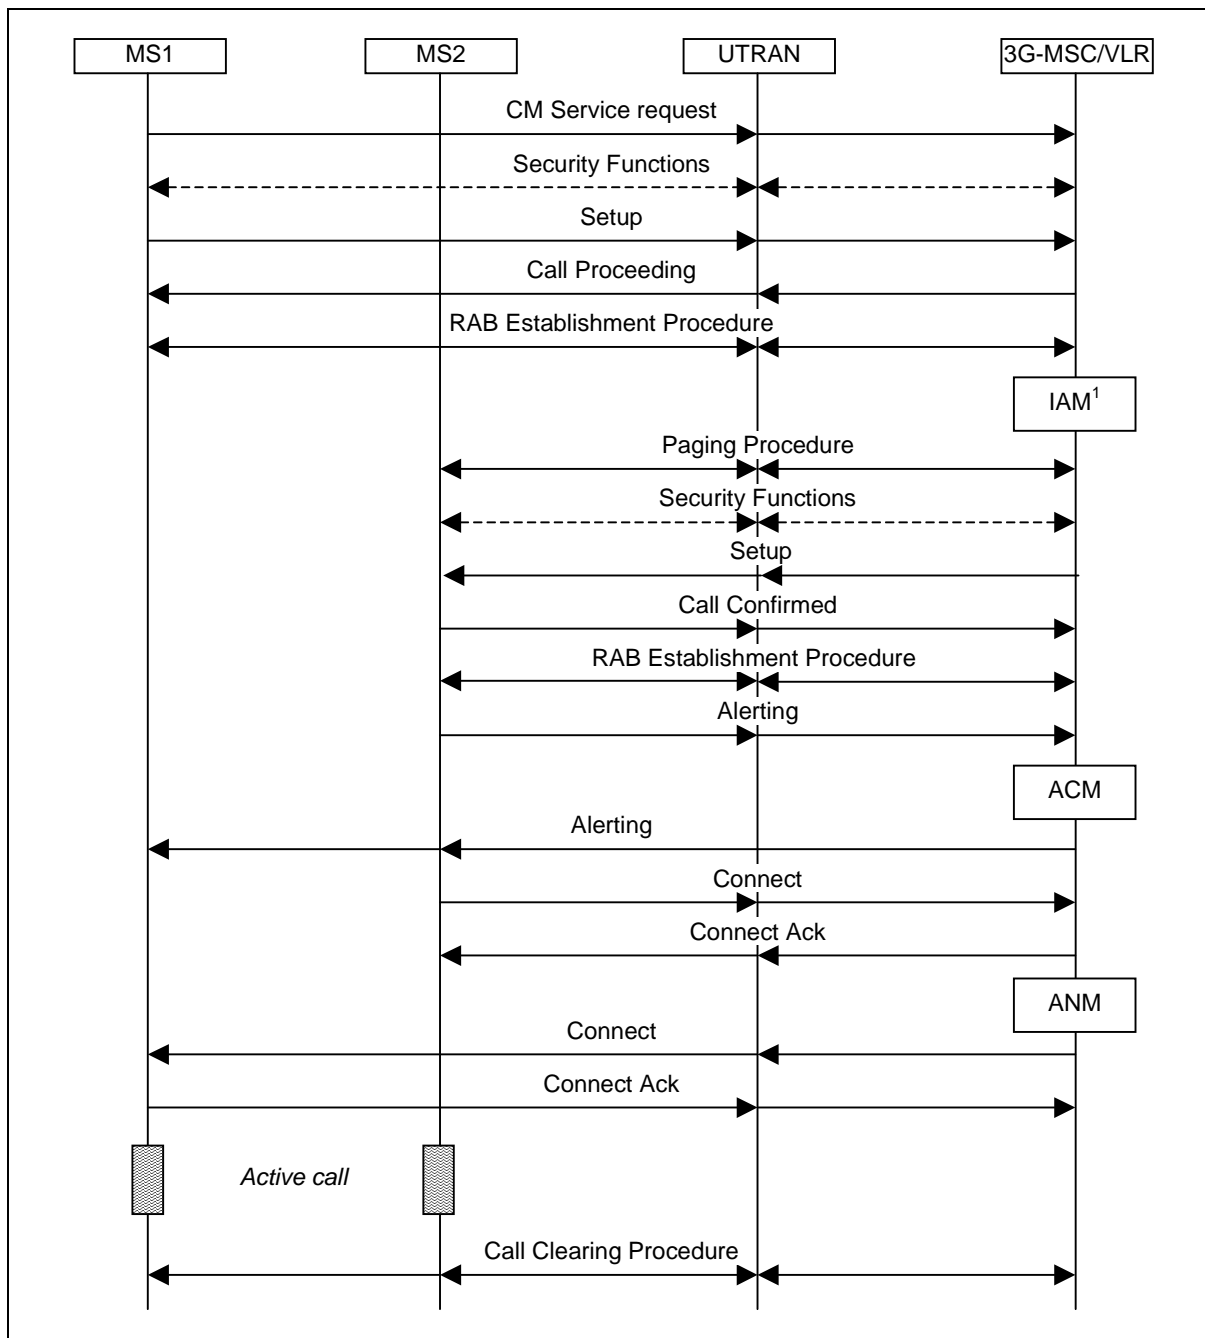 MS1 MS2 UTRAN 3G-MSC/VLR
CM Service request
Security Functions
Setup
Call Proceeding
RAB Establishment Procedure
IAM¹
Paging Procedure
Security Functions
Setup
Call Confirmed
RAB Establishment Procedure
Alerting
ACM
Alerting
Connect
Connect Ack
ANM
Connect
Connect Ack
Active call
Call Clearing Procedure